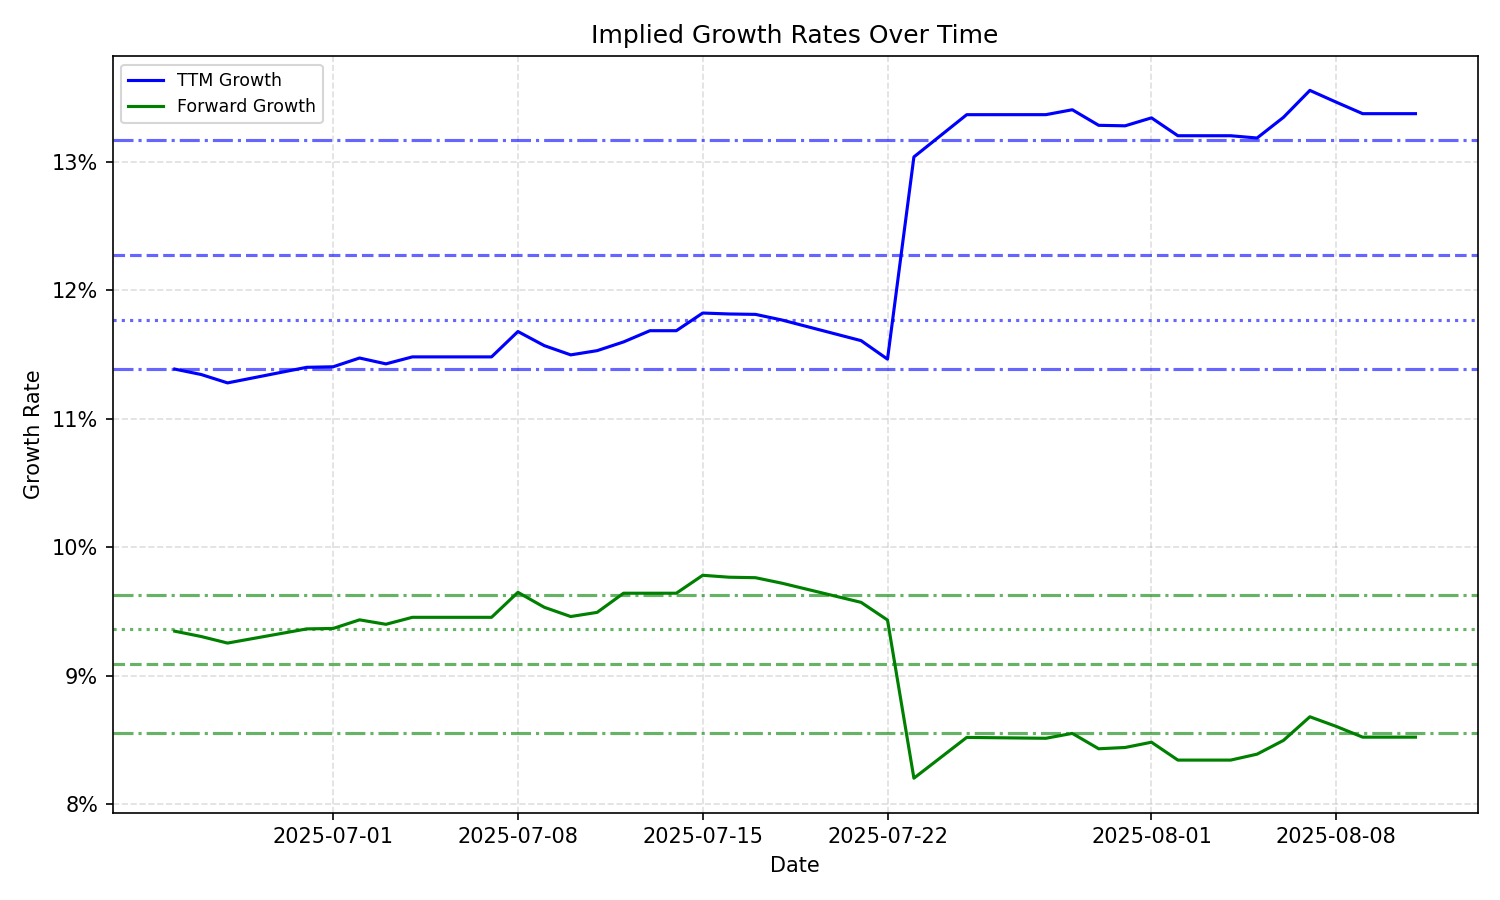 Implied Growth Rates Over Time
TTM Growth
Forward Growth
Growth Rate
13%
12%
11%
10%
9%
8%
2025-07-01
2025-07-08
2025-07-15
2025-07-22
2025-08-01
2025-08-08
Date